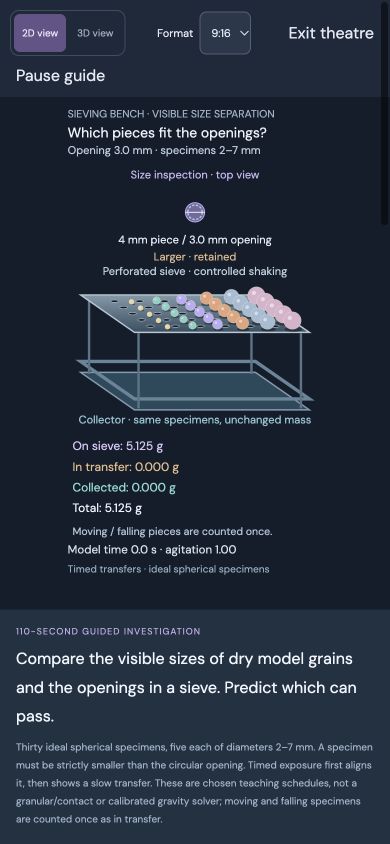 2D view
3D view
Format
9:16
Exit theatre
Pause guide
SIEVING BENCH · VISIBLE SIZE SEPARATION
Which pieces fit the openings?
Opening 3.0 mm · specimens 2–7 mm
Size inspection · top view
4 mm piece / 3.0 mm opening
Larger · retained
Perforated sieve · controlled shaking
Collector · same specimens, unchanged mass
On sieve: 5.125 g
In transfer: 0.000 g
Collected: 0.000 g
Total: 5.125 g
Moving / falling pieces are counted once.
Model time 0.0 s · agitation 1.00
Timed transfers · ideal spherical specimens
110-SECOND GUIDED INVESTIGATION
Compare the visible sizes of dry model grains
and the openings in a sieve. Predict which can
pass.
Thirty ideal spherical specimens, five each of diameters 2–7 mm. A specimen
must be strictly smaller than the circular opening. Timed exposure first aligns
it, then shows a slow transfer. These are chosen teaching schedules, not a
granular/contact or calibrated gravity solver; moving and falling specimens
are counted once as in transfer.